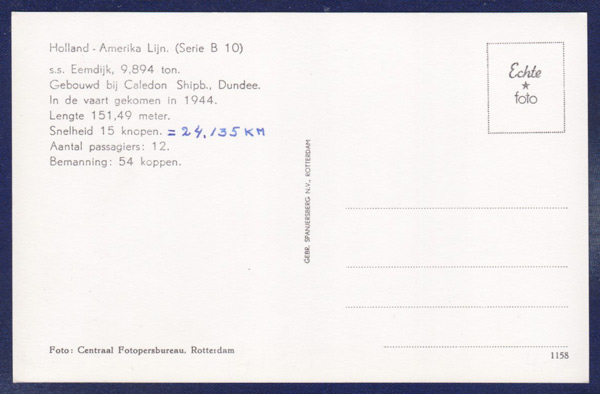 Holland - Amerika Lijn. (Serie B 10)
s.s. Eemdijk, 9,894 ton.
Gebouwd bij Caledon Shipb., Dundee.
In de vaart gekomen in 1944.
Lengte 151,49 meter.
Snelheid 15 knopen. = 24,135 KM
Aantal passagiers: 12.
Bemanning: 54 koppen.
Foto: Centraal Fotopersbureau, Rotterdam
GEBR. SPANJERSBERG N.V., ROTTERDAM
Echte
foto
1158